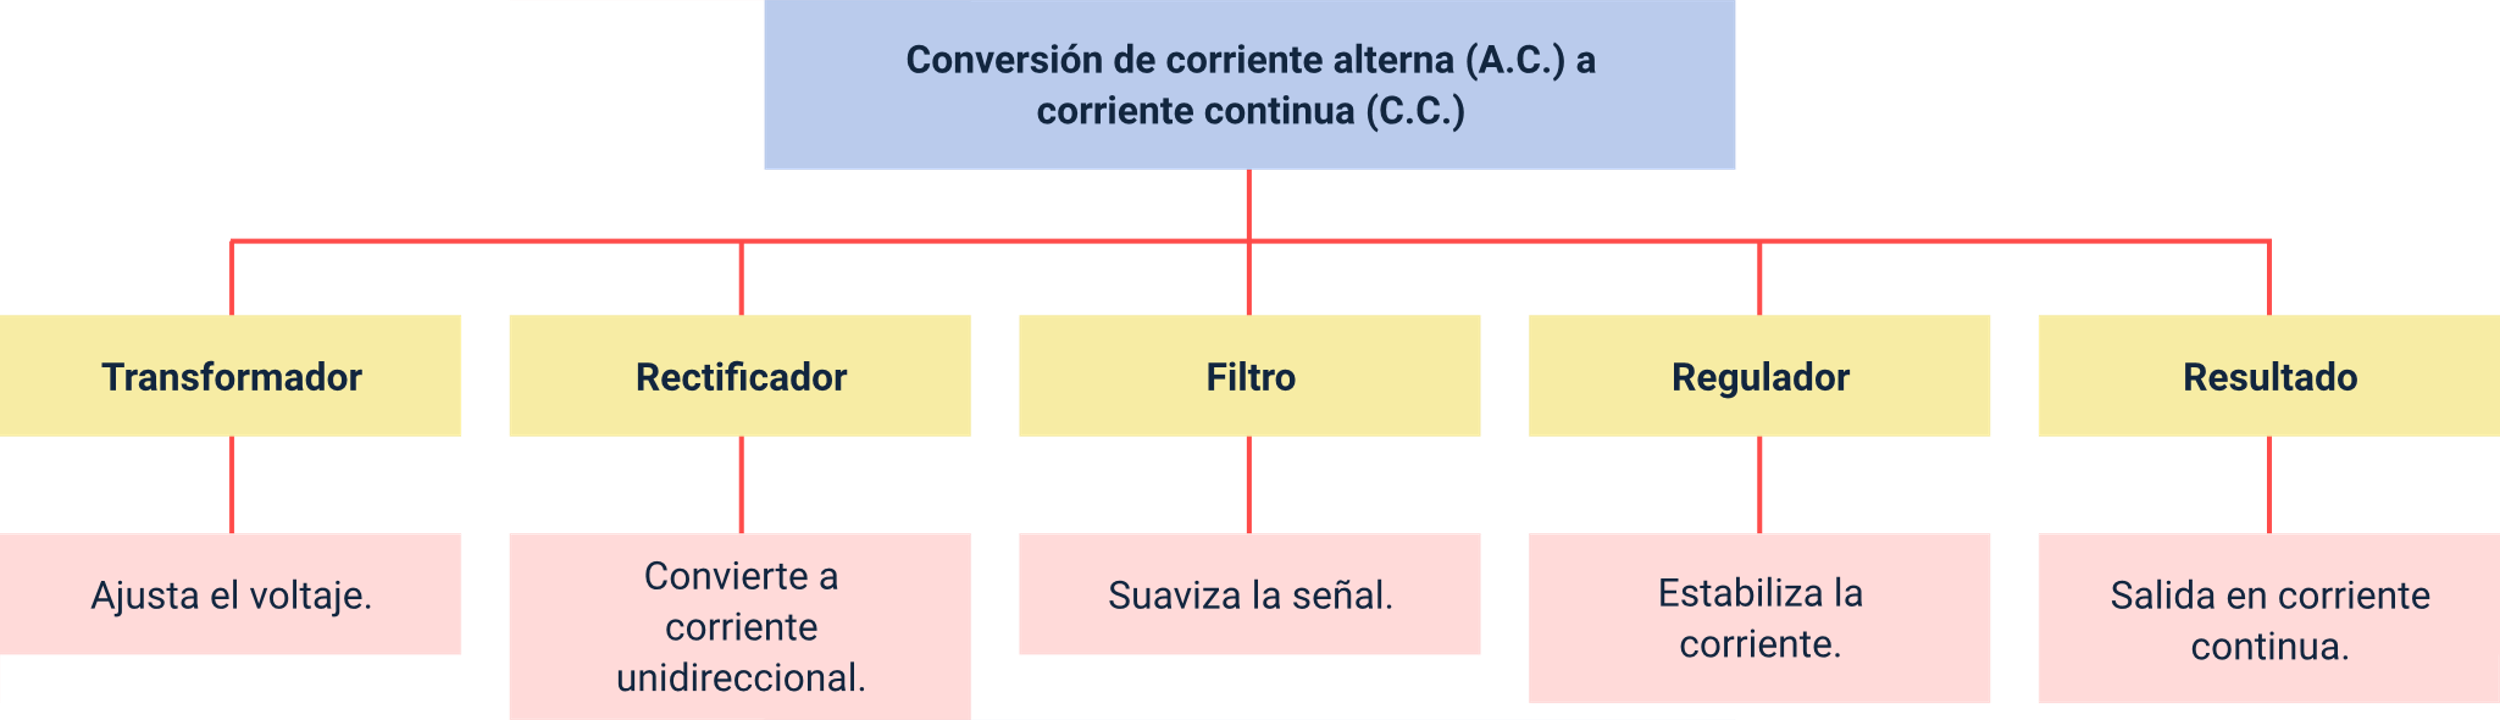 Conversión de corriente alterna (A.C.) a
corriente continua (C.C.)
Transformador
Rectificador
Filtro
Regulador
Resultado
Ajusta el voltaje.
Convierte a
corriente
unidireccional.
Suaviza la señal.
Estabiliza la
corriente.
Salida en corriente
continua.